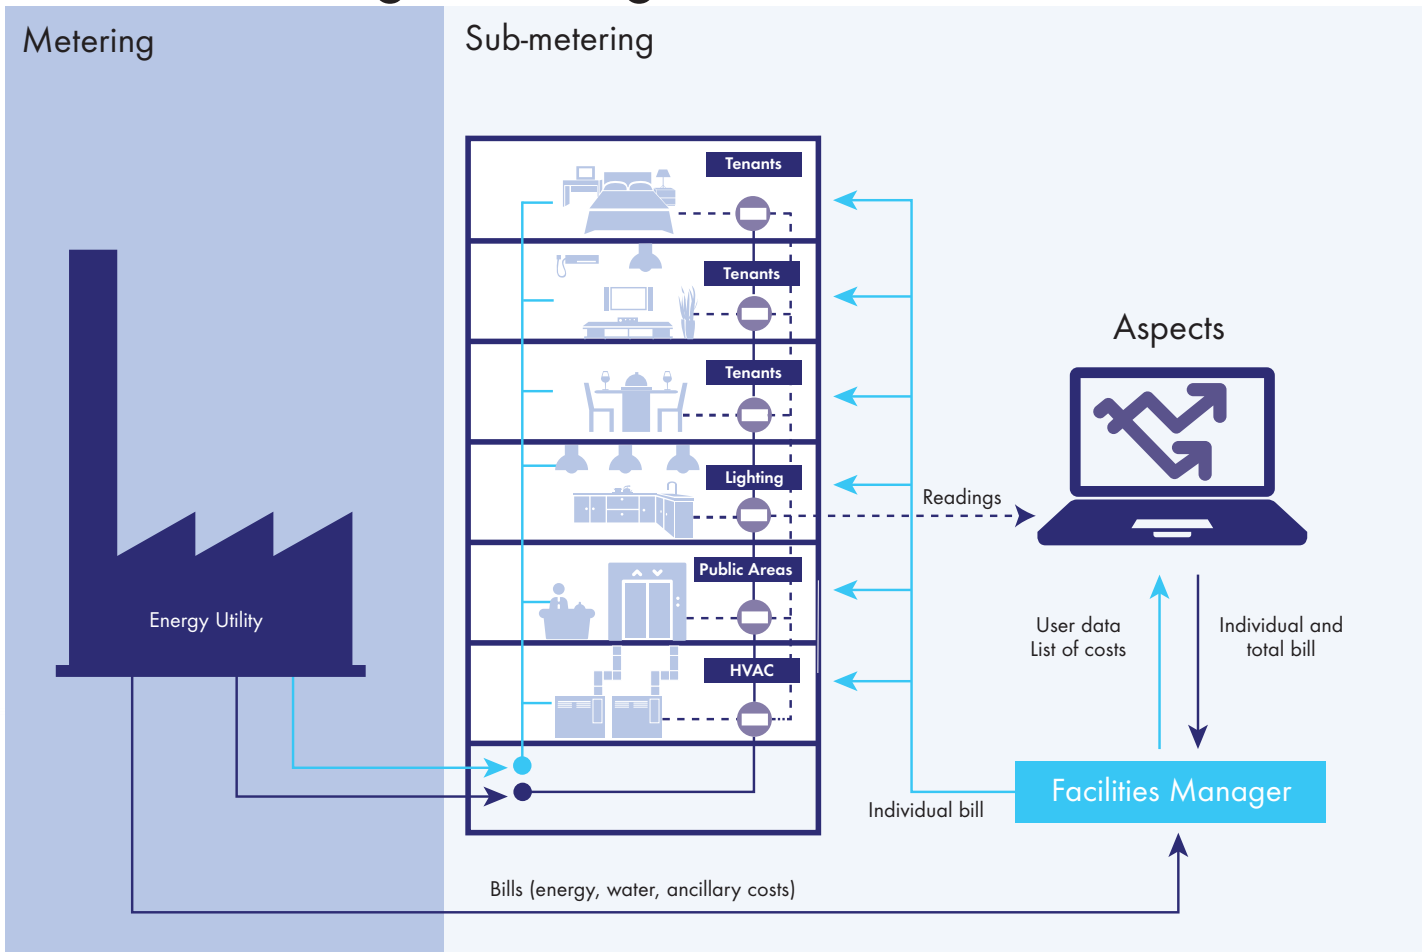 Metering
Sub-metering
Tenants
Tenants
Aspects
Tenants
Lighting
Readings
Public Areas
Energy Utility
User data
List of costs
Individual and
total bill
HVAC
Facilities Manager
Individual bill
Bills (energy, water, ancillary costs)